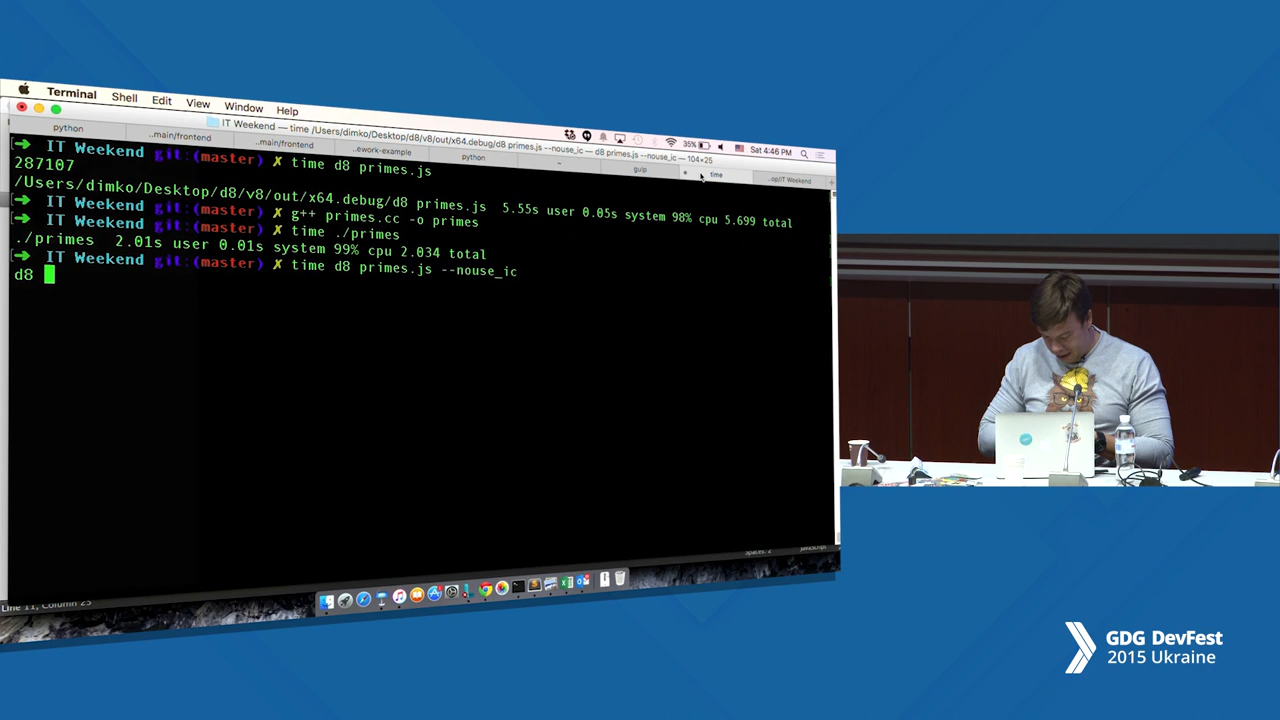 Terminal Shell Edit View Window Help
35% Sat 4:46 PM
IT Weekend — time /Users/dimko/Desktop/d8/v8/out/x64.debug/d8 primes.js --nouse_ic — d8 primes.js --nouse_ic — 104×25
python ..main/frontend ..main/frontend ..ework-example python ~ gulp time ..op/IT Weekend
➜ IT Weekend git:(master) ✗ time d8 primes.js
287107
/Users/dimko/Desktop/d8/v8/out/x64.debug/d8 primes.js 5.55s user 0.05s system 98% cpu 5.699 total
➜ IT Weekend git:(master) ✗ g++ primes.cc -o primes
➜ IT Weekend git:(master) ✗ time ./primes
./primes 2.01s user 0.01s system 99% cpu 2.034 total
➜ IT Weekend git:(master) ✗ time d8 primes.js --nouse_ic
d8
Line 11, Column 25 Spaces: 2 JavaScript
GDG DevFest
2015 Ukraine